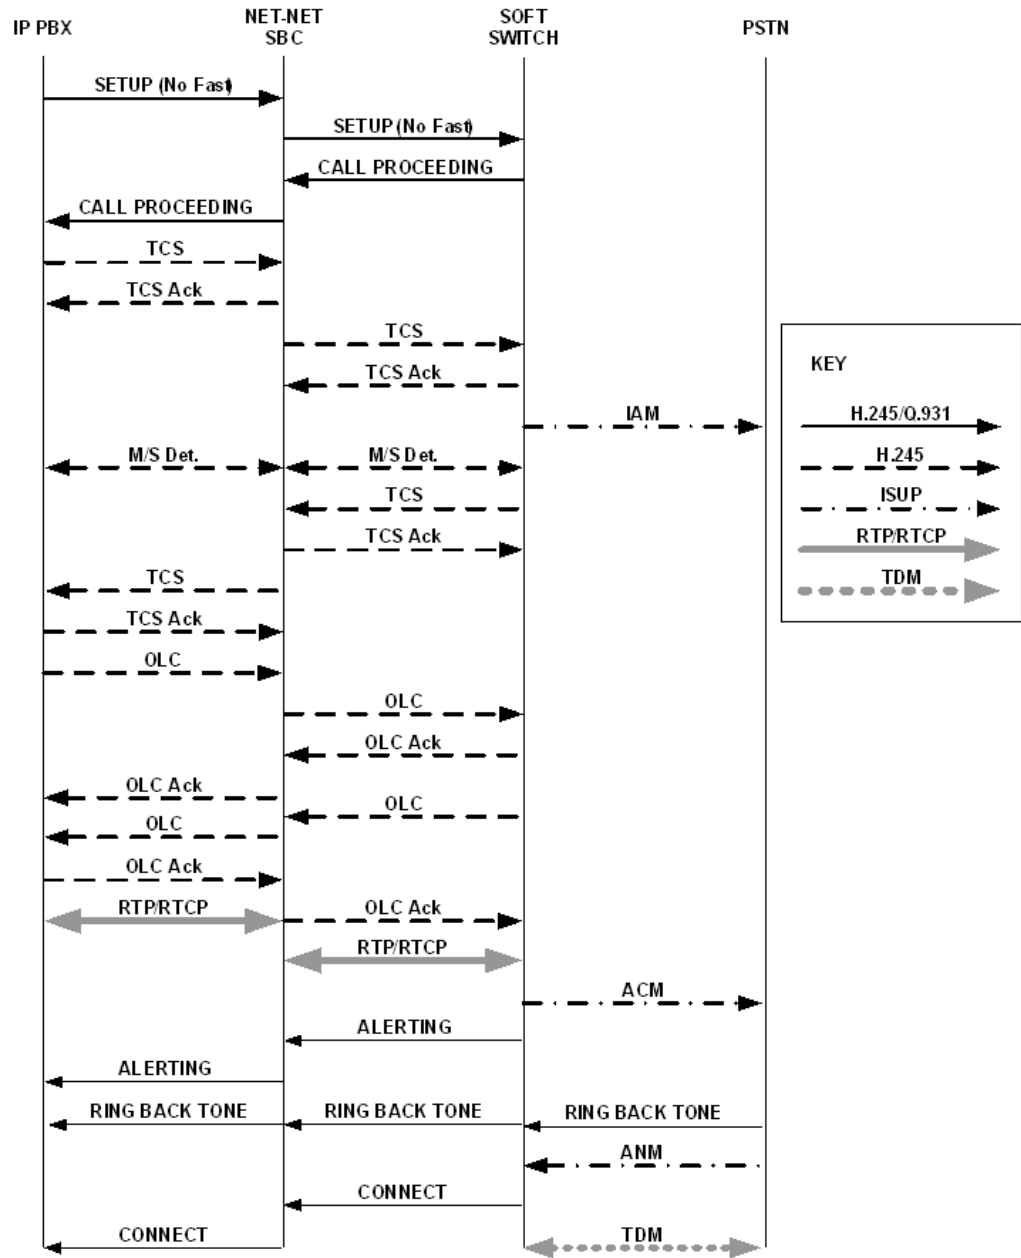 IP PBX
NET-NET
SBC
SOFT
SWITCH
PSTN
SETUP (No Fast)
SETUP (No Fast)
CALL PROCEEDING
CALL PROCEEDING
TCS
TCS Ack
TCS
TCS Ack
IAM
M/S Det.
M/S Det.
TCS
TCS Ack
TCS
TCS Ack
OLC
OLC
OLC Ack
OLC Ack
OLC
OLC
OLC Ack
RTP/RTCP
OLC Ack
RTP/RTCP
ACM
ALERTING
ALERTING
RING BACK TONE
RING BACK TONE
RING BACK TONE
ANM
CONNECT
CONNECT
TDM
KEY
H.245/Q.931
H.245
ISUP
RTP/RTCP
TDM